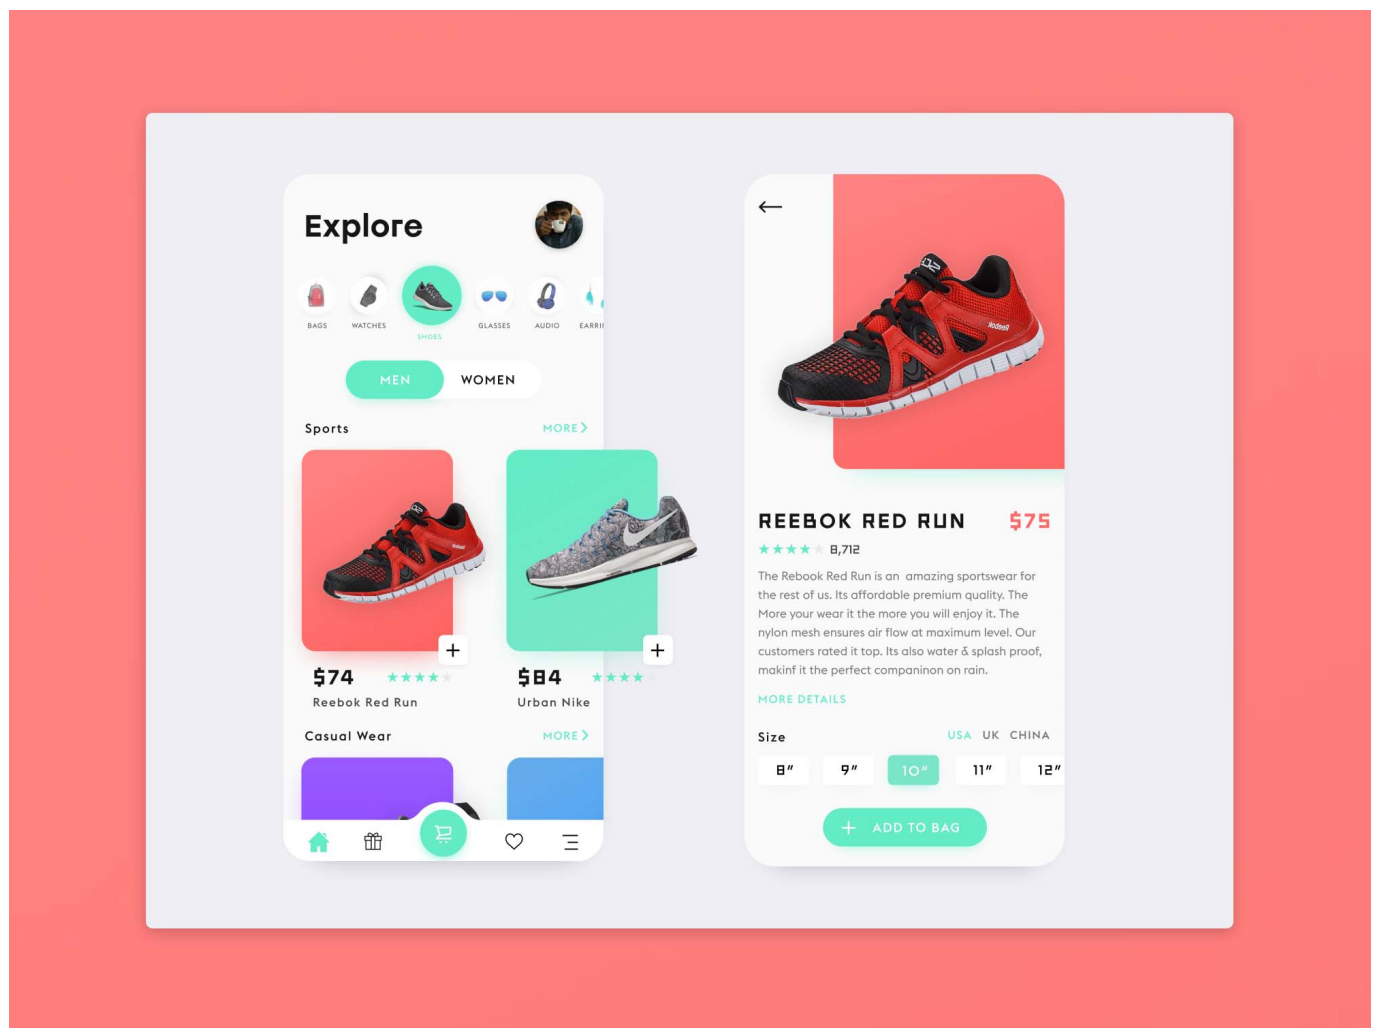 Explore
BAGS
WATCHES
SHOES
GLASSES
AUDIO
EARRI
MEN
WOMEN
Sports
MORE
$74
Reebok Red Run
$84
Urban Nike
Casual Wear
MORE
Reebok
REEBOK RED RUN
$75
8,712
The Rebook Red Run is an amazing sportswear for
the rest of us. Its affordable premium quality. The
More your wear it the more you will enjoy it. The
nylon mesh ensures air flow at maximum level. Our
customers rated it top. Its also water & splash proof,
makinf it the perfect companinon on rain.
MORE DETAILS
Size
USA UK CHINA
8" 9" 10" 11" 12"
+ ADD TO BAG